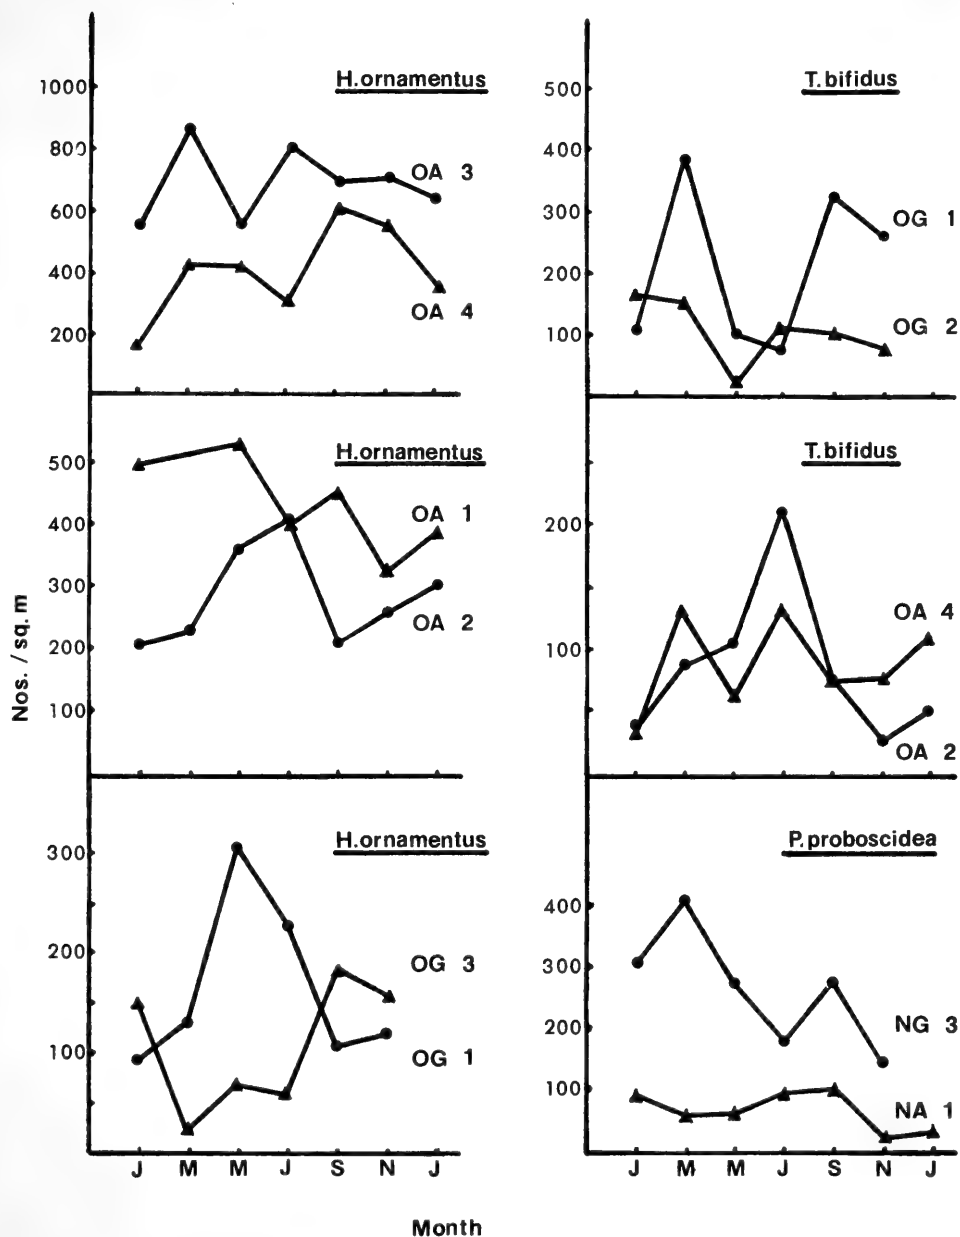 H.ornamentus
1000
800
600
400
200
OA 3
OA 4
T.bifidus
500
400
300
200
100
OG 1
OG 2
H.ornamentus
500
400
300
200
100
OA 1
OA 2
T.bifidus
200
100
OA 4
OA 2
Nos. / sq. m
H.ornamentus
300
200
100
OG 3
OG 1
J M M J S N J
P.proboscidea
400
300
200
100
NG 3
NA 1
J M M J S N J
Month